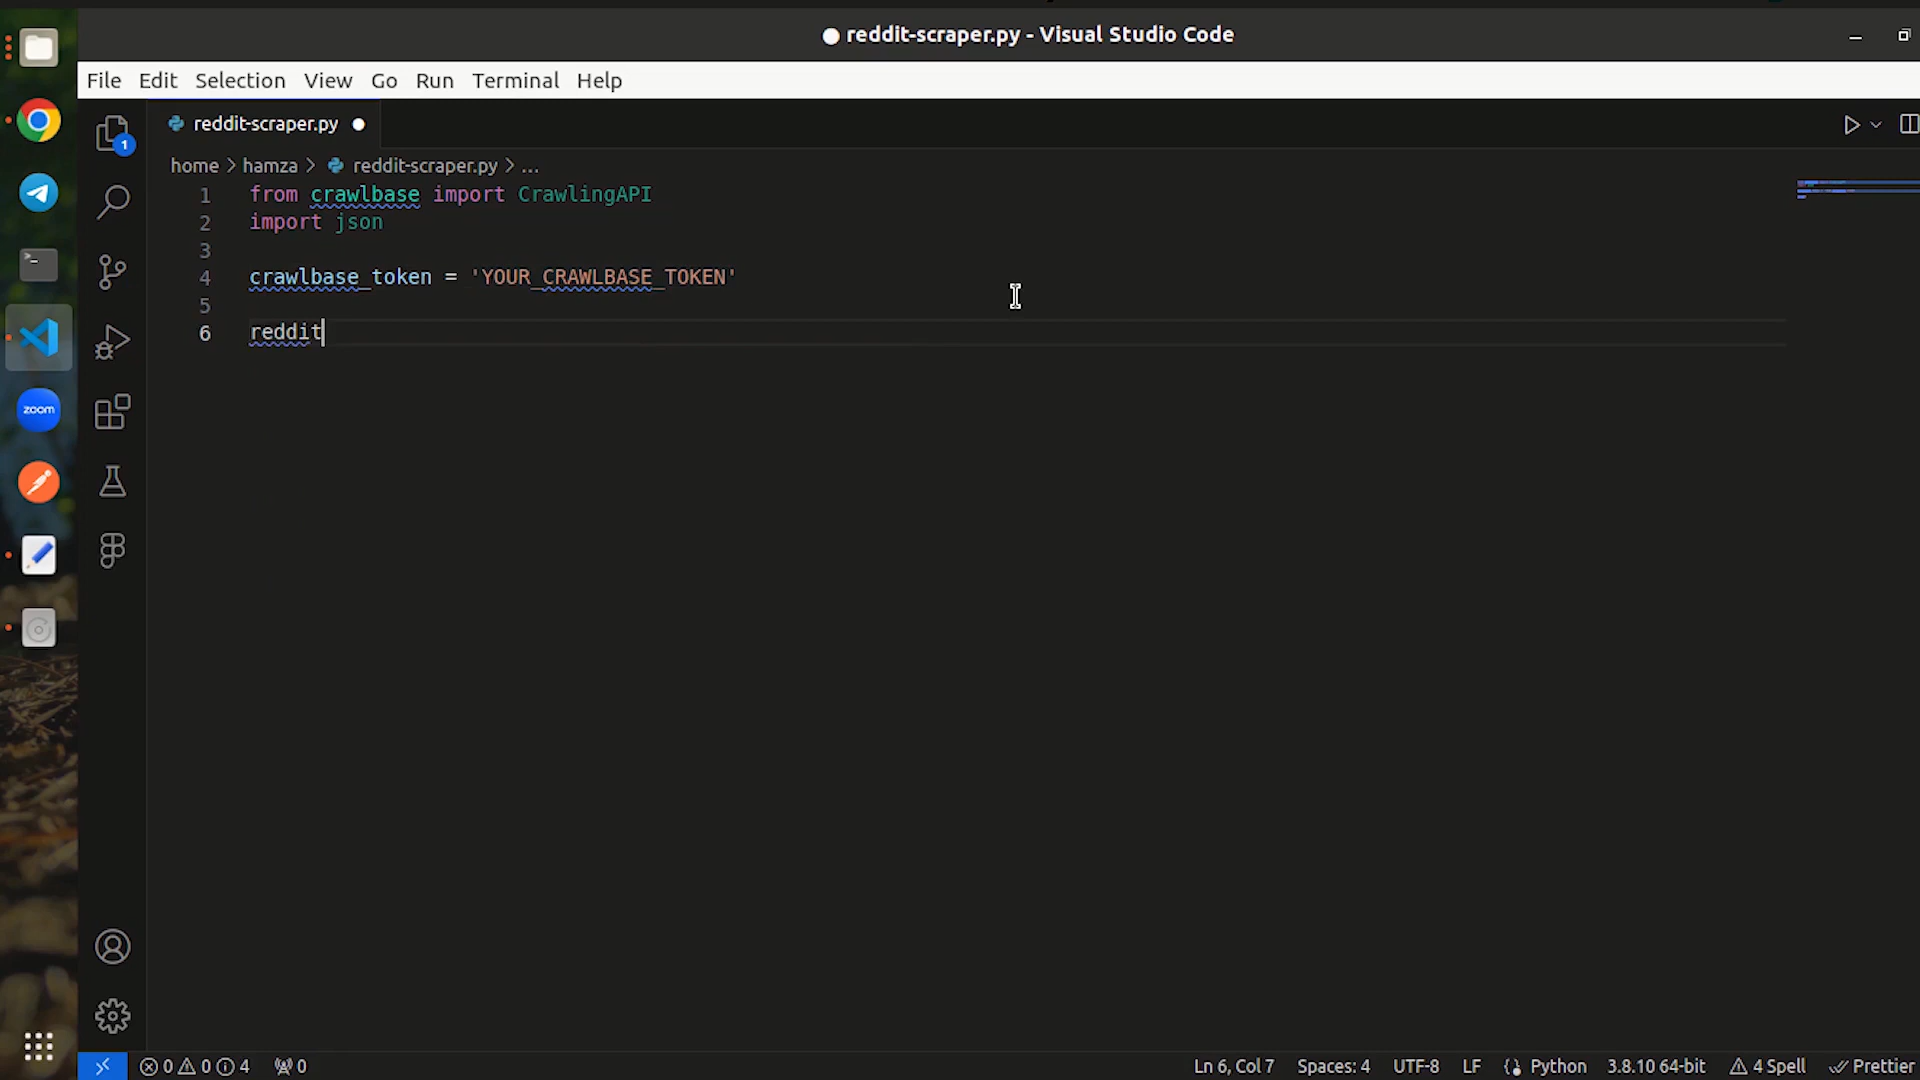 reddit-scraper.py - Visual Studio Code
File Edit Selection View Go Run Terminal Help
reddit-scraper.py
1
home > hamza > reddit-scraper.py > ...
1 from crawlbase import CrawlingAPI
2 import json
3
4 crawlbase_token = 'YOUR_CRAWLBASE_TOKEN'
5
6 reddit
zoom
0 0 4 0 Ln 6, Col 7 Spaces: 4 UTF-8 LF Python 3.8.10 64-bit 4 Spell Prettier